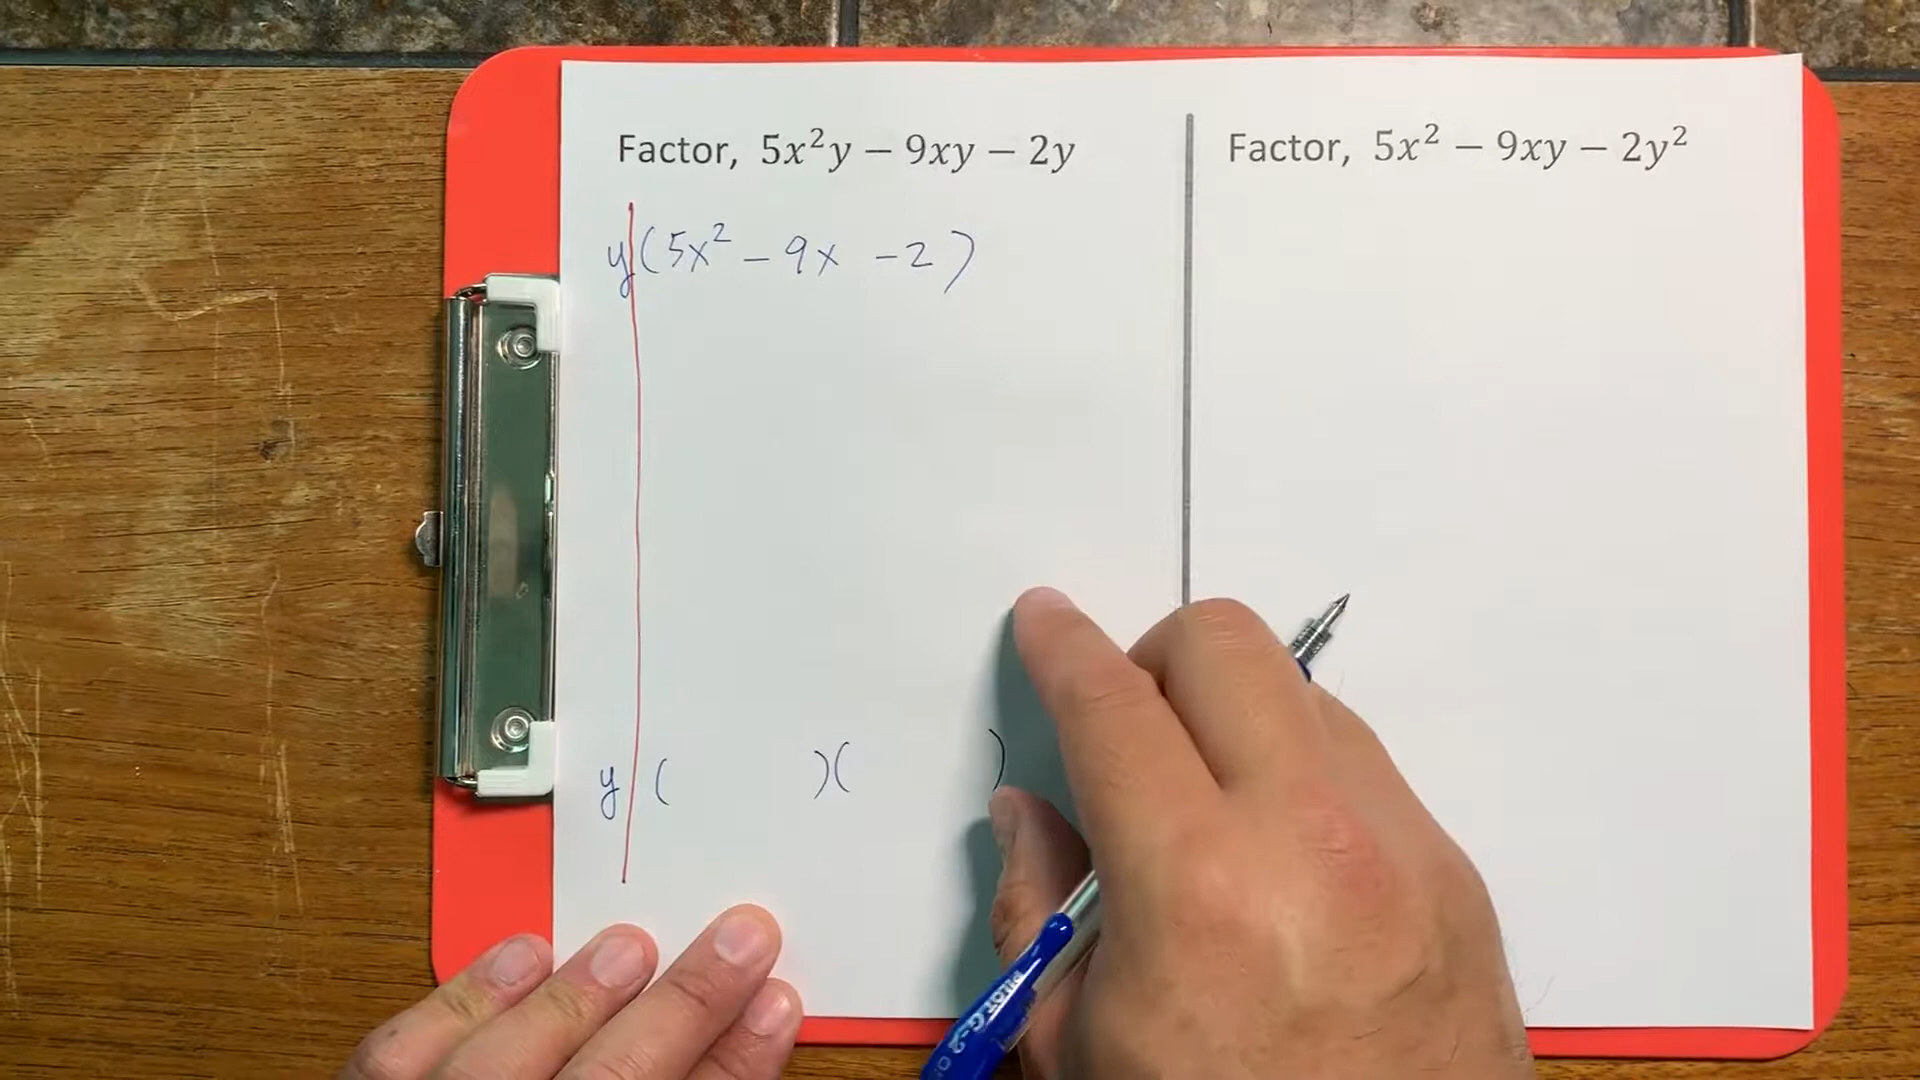 Factor, 5x²y − 9xy − 2y
y(5x² − 9x − 2)
y ( )( )
Factor, 5x² − 9xy − 2y²
PILOT G-2